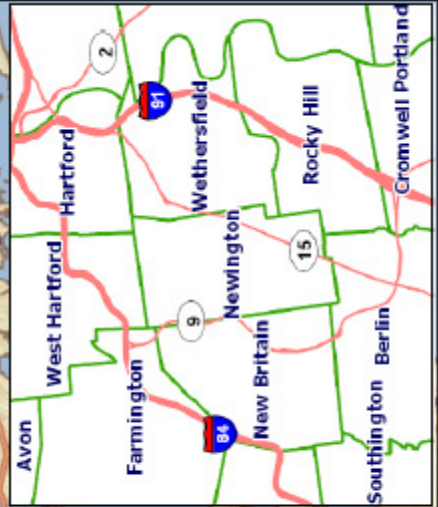 Avon
West Hartford
Hartford
2
Farmington
91
9
Wethersfield
84
Newington
New Britain
15
Rocky Hill
Southington
Berlin
Cromwell
Portland